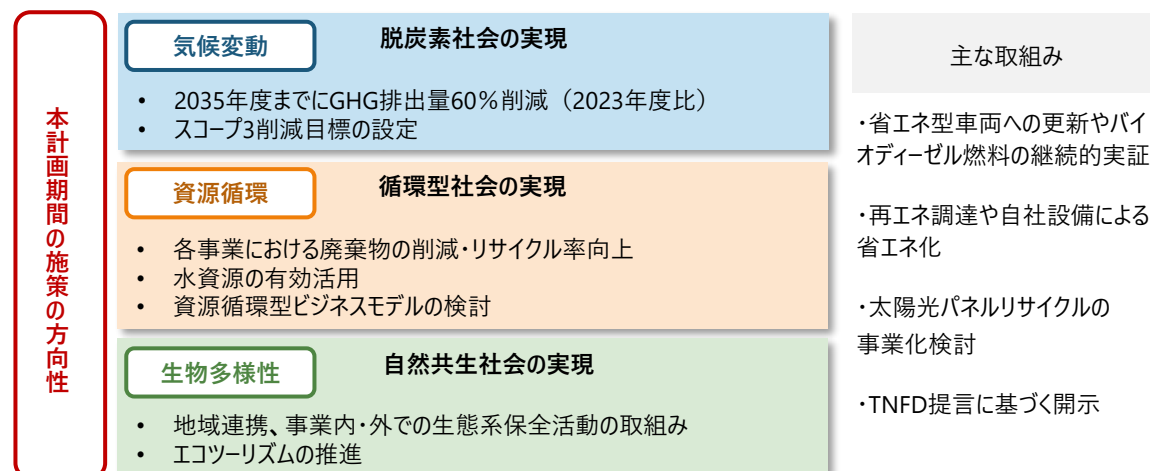 本計画期間の施策の方向性
気候変動
脱炭素社会の実現
• 2035年度までにGHG排出量60%削減（2023年度比）
• スコープ3削減目標の設定
資源循環
循環型社会の実現
• 各事業における廃棄物の削減・リサイクル率向上
• 水資源の有効活用
• 資源循環型ビジネスモデルの検討
生物多様性
自然共生社会の実現
• 地域連携、事業内・外での生態系保全活動の取組み
• エコツーリズムの推進
主な取組み
・省エネ型車両への更新やバイ
オディーゼル燃料の継続的実証
・再エネ調達や自社設備による
省エネ化
・太陽光パネルリサイクルの
事業化検討
・TNFD提言に基づく開示